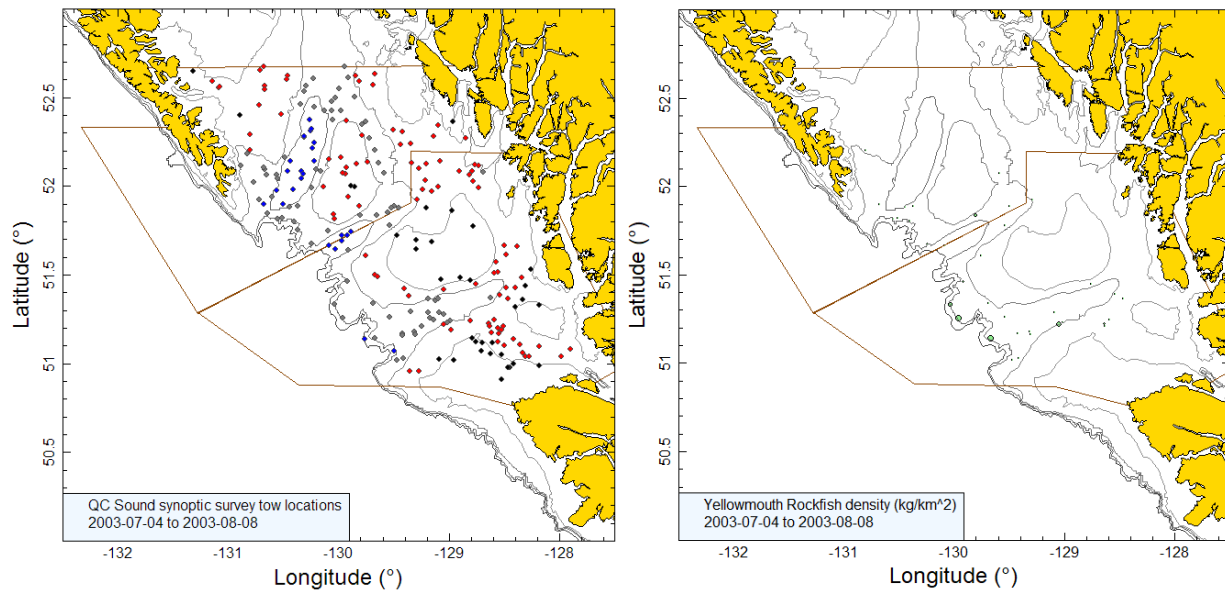 52.5
52
51.5
51
50.5
Latitude (°)
QC Sound synoptic survey tow locations
2003-07-04 to 2003-08-08
-132
-131
-130
-129
-128
Longitude (°)
52.5
52
51.5
51
50.5
Latitude (°)
Yellowmouth Rockfish density (kg/km^2)
2003-07-04 to 2003-08-08
-132
-131
-130
-129
-128
Longitude (°)